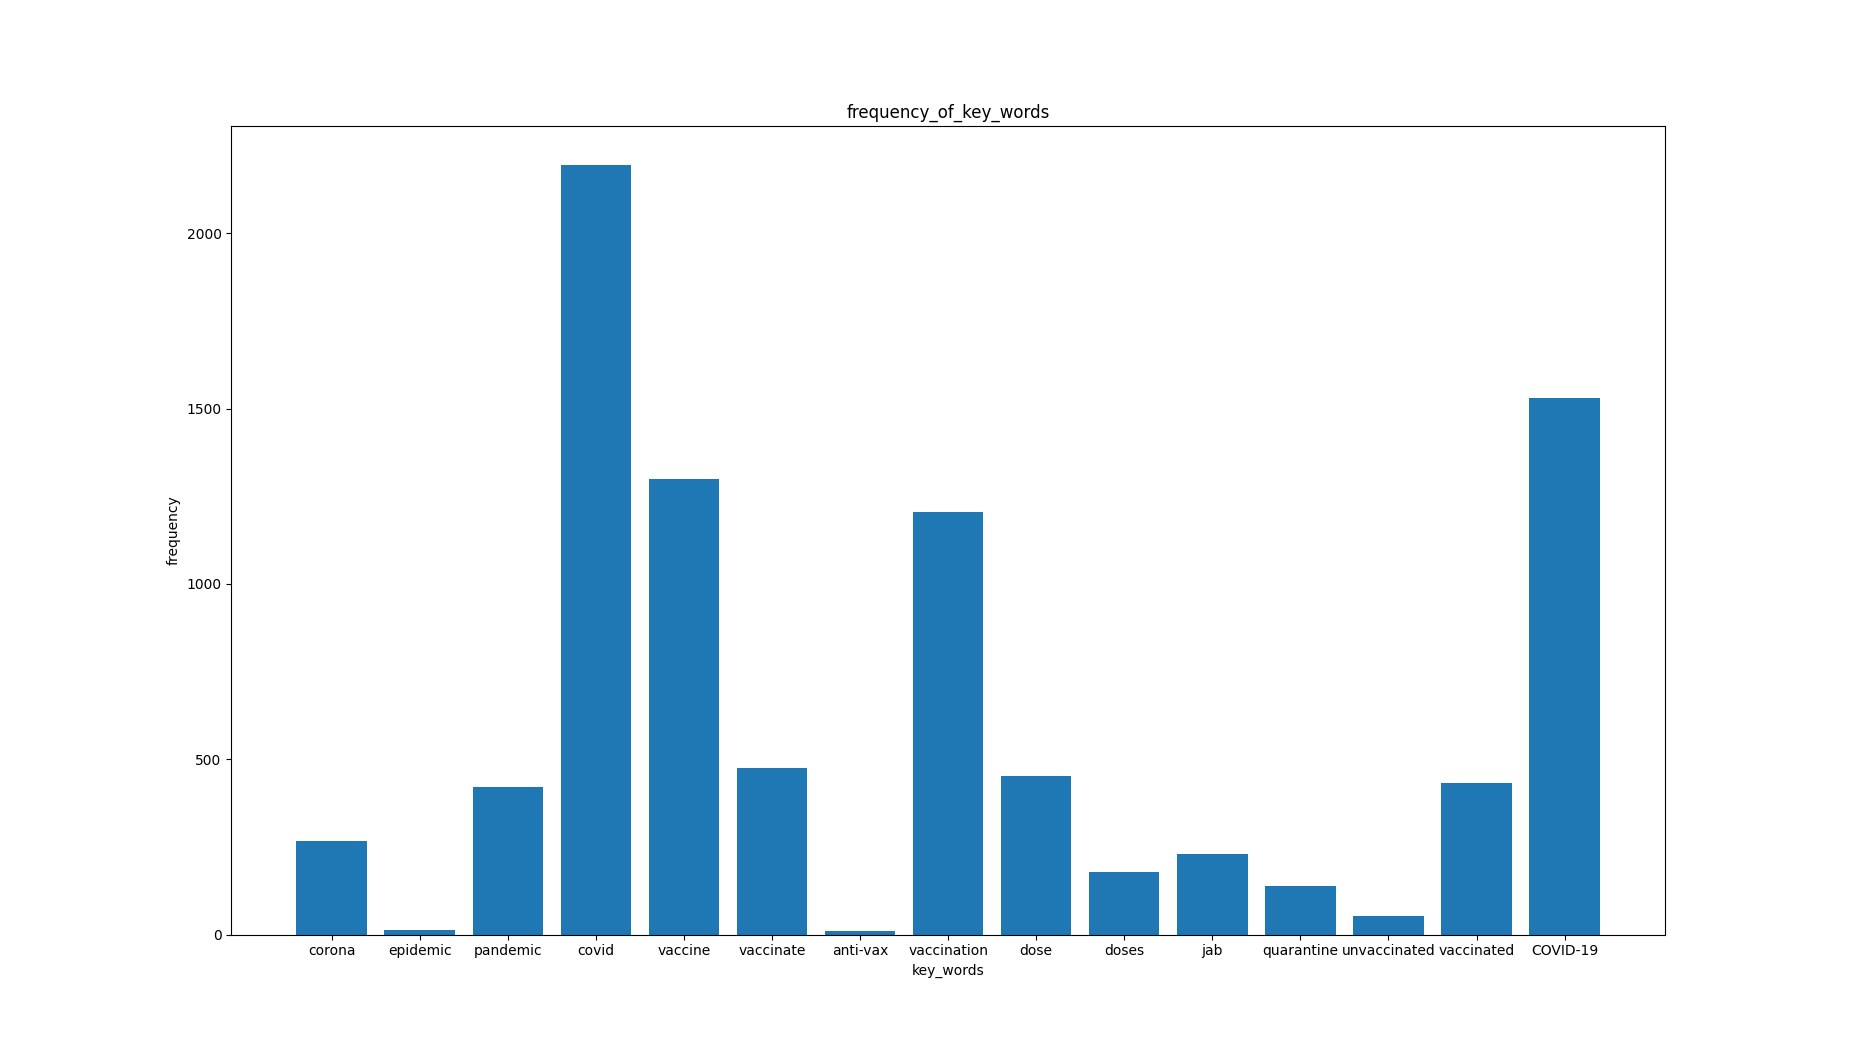 frequency_of_key_words
frequency
2000
1500
1000
500
0
corona epidemic pandemic covid vaccine vaccinate anti-vax vaccination dose doses jab quarantine unvaccinated vaccinated COVID-19
key_words